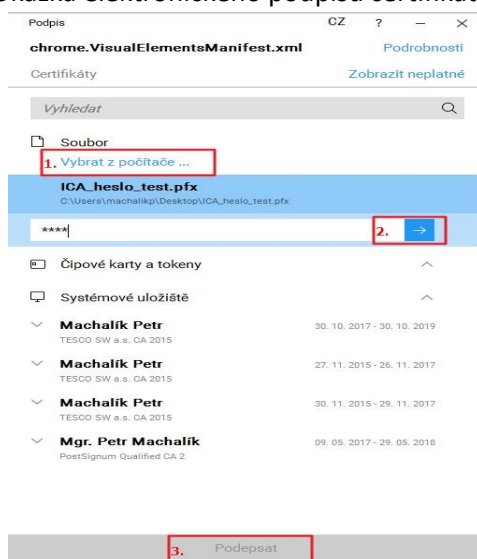 Podpis CZ ? – ×
chrome.VisualElementsManifest.xml Podrobnosti
Certifikáty Zobrazit neplatné
Vyhledat
Soubor
1. Vybrat z počítače ...
ICA_heslo_test.pfx
C:\Users\machalikp\Desktop\ICA_heslo_test.pfx
**** 2. →
Čipové karty a tokeny
Systémové uložiště
Machalík Petr 30. 10. 2017 - 30. 10. 2019
TESCO SW a.s. CA 2015
Machalík Petr 27. 11. 2015 - 26. 11. 2017
TESCO SW a.s. CA 2015
Machalík Petr 30. 11. 2015 - 29. 11. 2017
TESCO SW a.s. CA 2015
Mgr. Petr Machalík 09. 05. 2017 - 29. 05. 2018
PostSignum Qualified CA 2
3. Podepsat